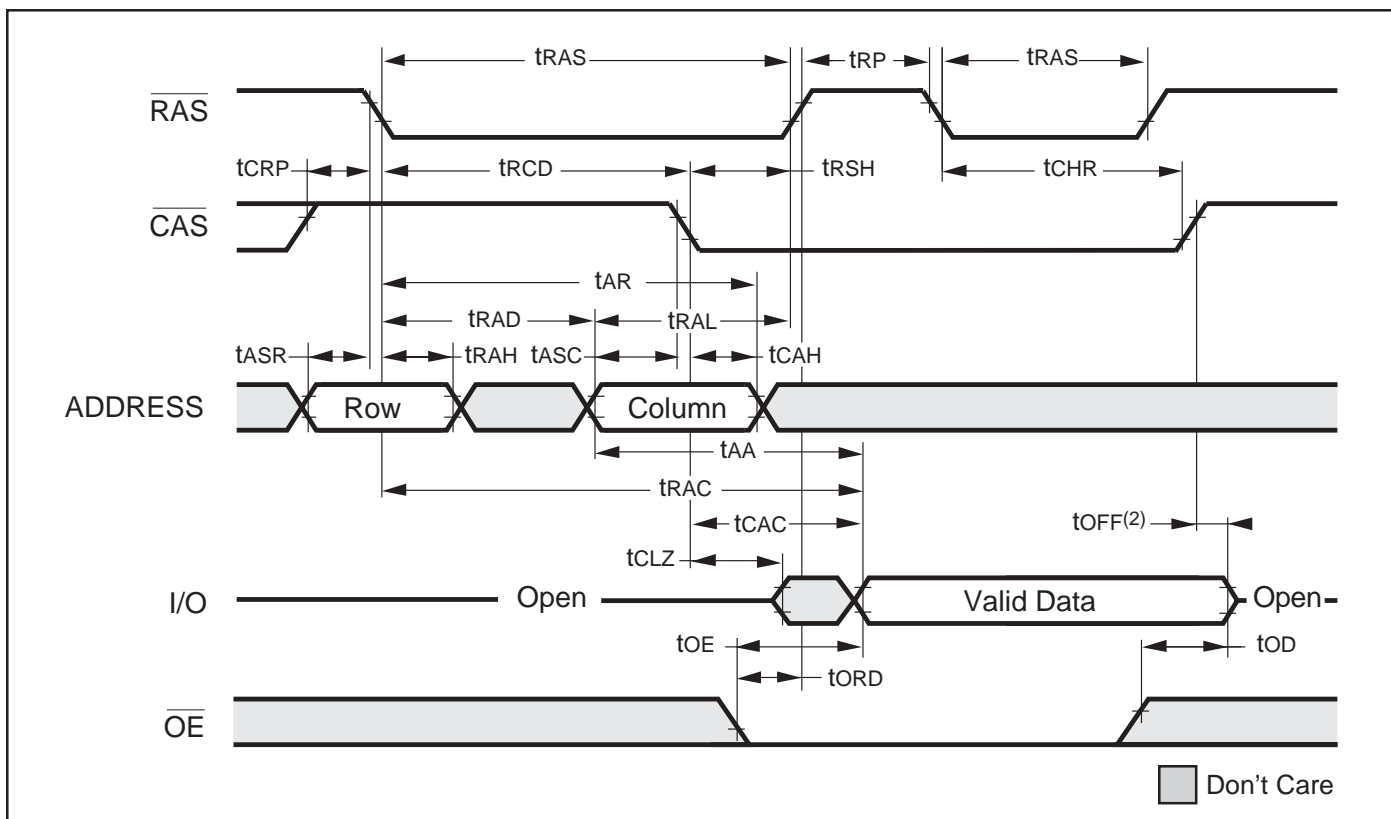 tRAS tRP tRAS
RAS
tCRP tRCD tRSH tCHR
CAS
tAR
tRAD tRAL
tASR tRAH tASC tCAH
ADDRESS Row Column
tAA
tRAC
tCAC tOFF(2)
tCLZ
I/O Open Valid Data Open
tOE tOD
tORD
OE
Don't Care